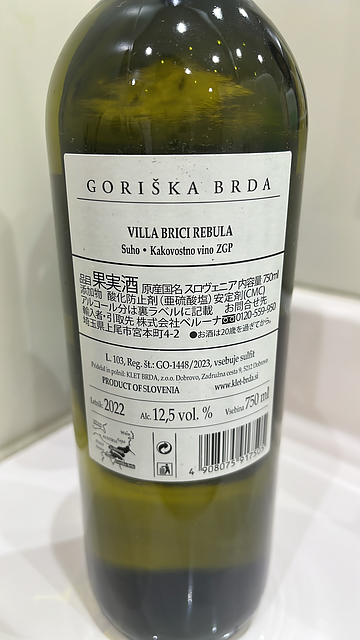 GORIŠKA BRDA
VILLA BRICI REBULA
Suho • Kakovostno vino ZGP
品目 果実酒 原産国名 スロヴェニア 内容量 750ml
添加物 酸化防止剤(亜硫酸塩) 安定剤(CMC)
アルコール分は裏ラベルに記載 お問合せ先
輸入者・引取先 株式会社ベルーナ 0120-599-950
埼玉県上尾市宮本町4-2 ●お酒は20歳を過ぎてから。
L. 103, Reg. št.: GO-1448/2023, vsebuje sulfit
Pridelal in polnil: KLET BRDA, z.o.o. Dobrovo, Zadružna cesta 9, 5212 Dobrovo
PRODUCT OF SLOVENIA www.klet-brda.si
Letnik: 2022 Alc. 12,5 vol. % Vsebina 750 ml